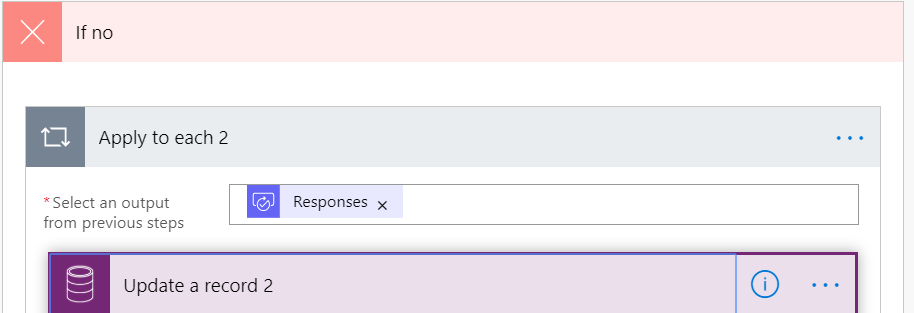 If no
Apply to each 2
* Select an output
from previous steps
Responses ×
Update a record 2